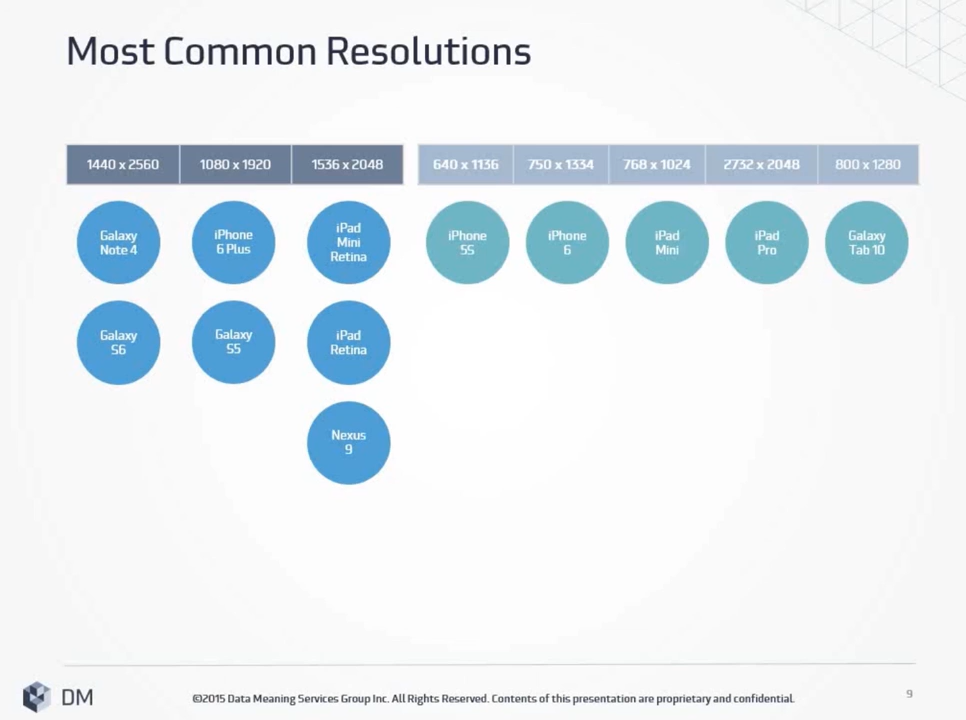 Most Common Resolutions
1440 x 2560
1080 x 1920
1536 x 2048
640 x 1136
750 x 1334
768 x 1024
2732 x 2048
800 x 1280
Galaxy
Note 4
iPhone
6 Plus
iPad
Mini
Retina
iPhone
5S
iPhone
6
iPad
Mini
iPad
Pro
Galaxy
Tab 10
Galaxy
S6
Galaxy
S5
iPad
Retina
Nexus
9
DM
©2015 Data Meaning Services Group Inc. All Rights Reserved. Contents of this presentation are proprietary and confidential.
9